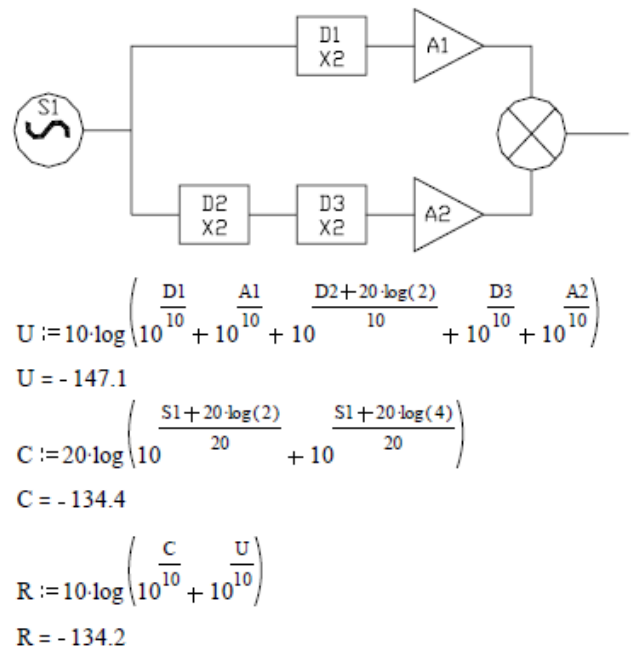 D1
X2
A1
S1
D2
X2
D3
X2
A2
U := 10·log(10^(D1/10) + 10^(A1/10) + 10^((D2+20·log(2))/10) + 10^(D3/10) + 10^(A2/10))
U = - 147.1
C := 20·log(10^((S1+20·log(2))/20) + 10^((S1+20·log(4))/20))
C = - 134.4
R := 10·log(10^(C/10) + 10^(U/10))
R = - 134.2